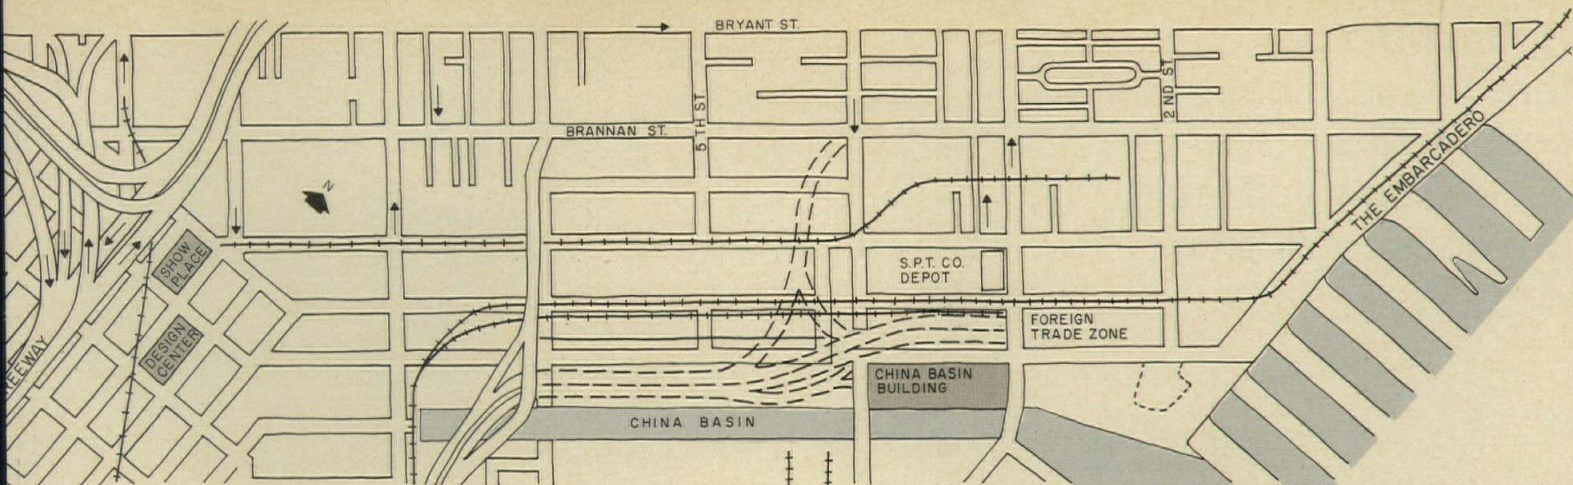 BRYANT ST.
BRANNAN ST.
5TH ST
2ND ST.
THE EMBARCADERO
N
SHOW
PLACE
DESIGN
CENTER
S.P.T. CO.
DEPOT
FOREIGN
TRADE ZONE
CHINA BASIN
BUILDING
CHINA BASIN